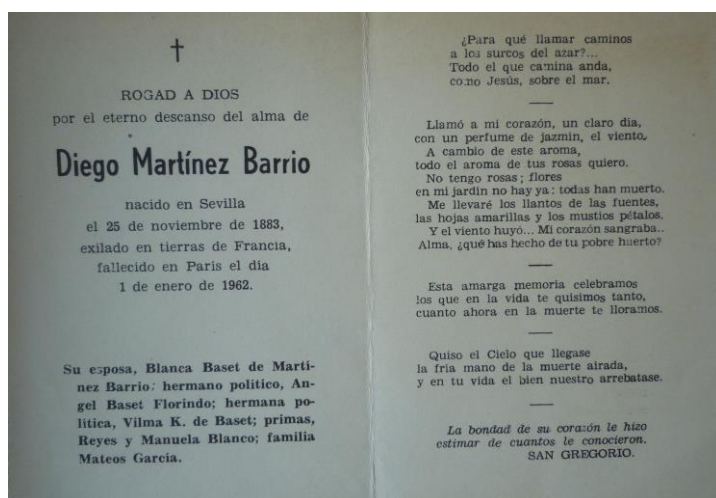 ROGAD A DIOS
por el eterno descanso del alma de
Diego Martínez Barrio
nacido en Sevilla
el 25 de noviembre de 1883,
exilado en tierras de Francia,
fallecido en París el día
1 de enero de 1962.
Su esposa, Blanca Baset de Martí-
nez Barrio; hermano político, An-
gel Baset Florindo; hermana po-
lítica, Vilma K. de Baset; primas,
Reyes y Manuela Blanco; familia
Mateos García.
¿Para qué llamar caminos
a los surcos del azar?...
Todo el que camina anda,
como Jesús, sobre el mar.
Llamó a mi corazón, un claro día,
con un perfume de jazmin, el viento.
A cambio de este aroma,
todo el aroma de tus rosas quiero.
No tengo rosas; flores
en mi jardin no hay ya: todas han muerto.
Me llevaré los llantos de las fuentes,
las hojas amarillas y los mustios pétalos.
Y el viento huyó... Mi corazón sangraba..
Alma, ¿qué has hecho de tu pobre huerto?
Esta amarga memoria celebramos
los que en la vida te quisimos tanto,
cuanto ahora en la muerte te lloramos.
Quiso el Cielo que llegase
la fria mano de la muerte airada,
y en tu vida el bien nuestro arrebatase.
La bondad de su corazón le hizo
estimar de cuantos le conocieron.
SAN GREGORIO.